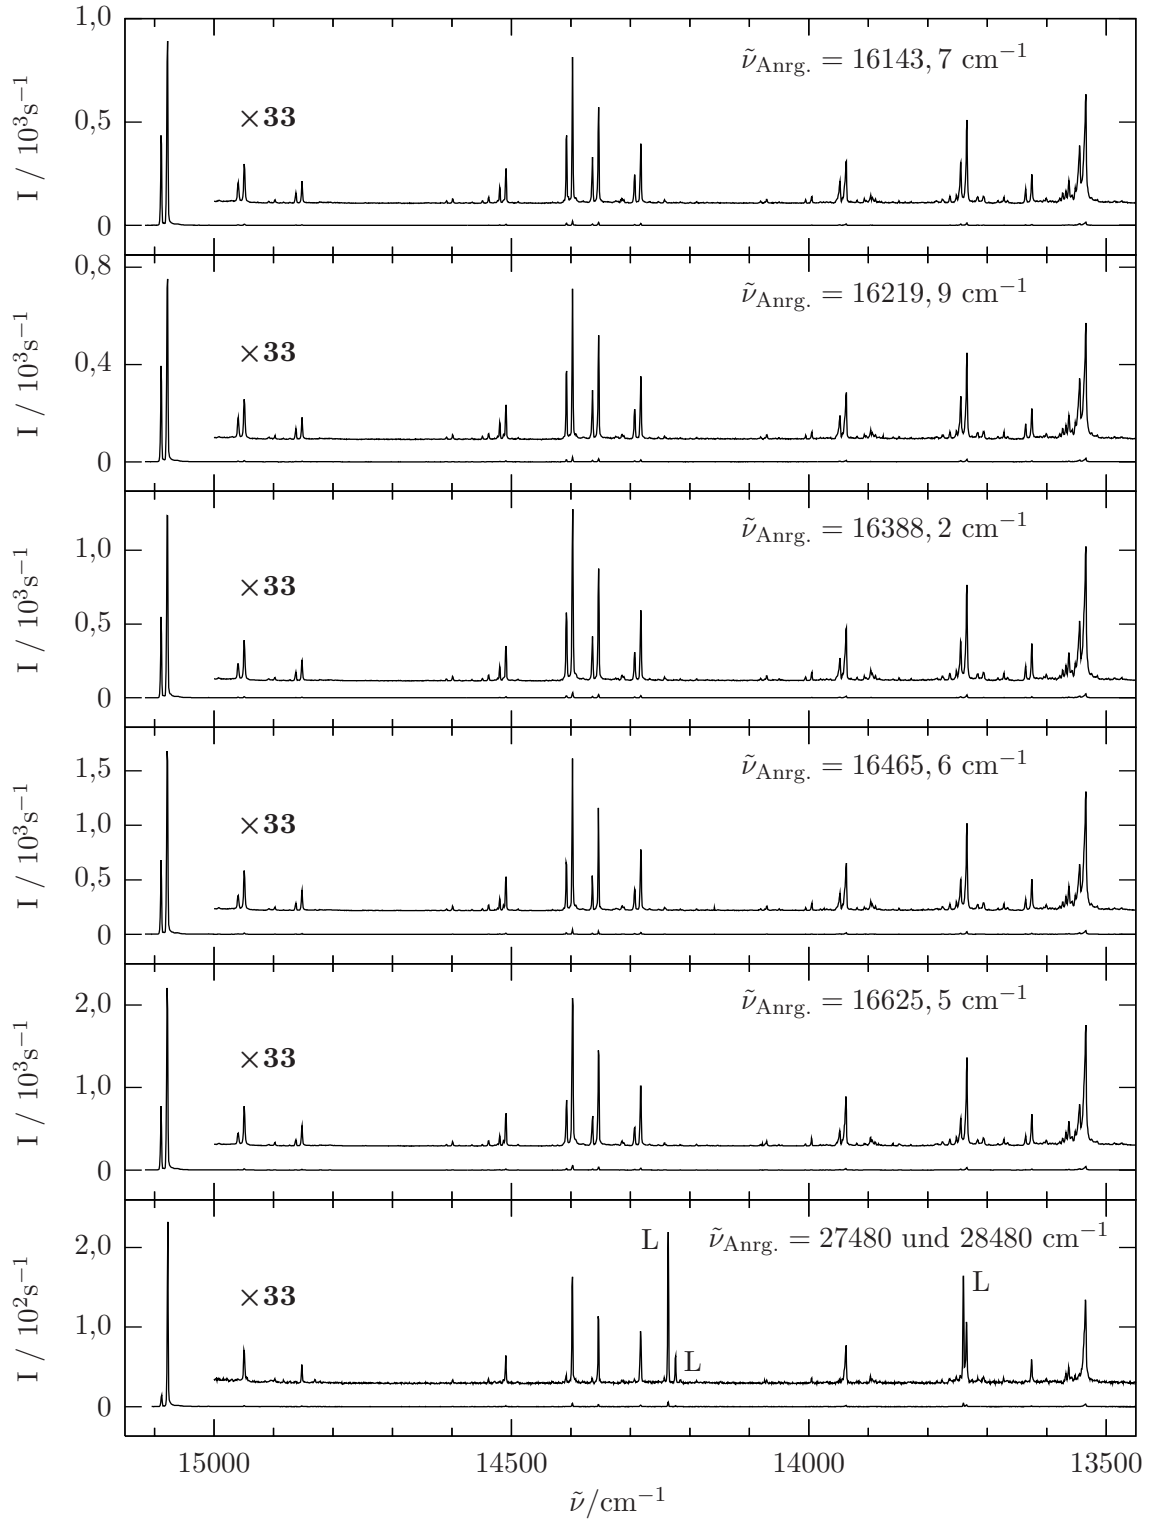 1,0
ν̃Anrg. = 16143, 7 cm−1
×33
0,5
0
I / 10³s−1
0,8
ν̃Anrg. = 16219, 9 cm−1
×33
0,4
0
I / 10³s−1
ν̃Anrg. = 16388, 2 cm−1
1,0
×33
0,5
0
I / 10³s−1
ν̃Anrg. = 16465, 6 cm−1
1,5
1,0
×33
0,5
0
I / 10³s−1
ν̃Anrg. = 16625, 5 cm−1
2,0
×33
1,0
0
I / 10³s−1
L
ν̃Anrg. = 27480 und 28480 cm−1
2,0
L
×33
1,0
L
0
I / 10²s−1
15000 14500 14000 13500
ν̃/cm−1